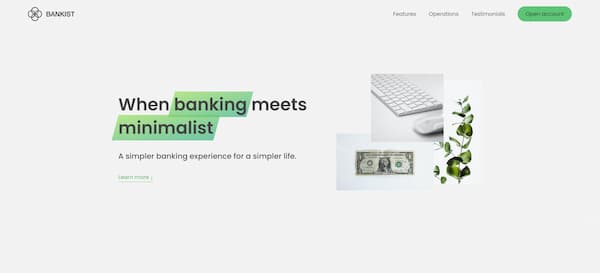 BANKIST
Features Operations Testimonials Open account
When banking meets
minimalist
A simpler banking experience for a simpler life.
Learn more ↓